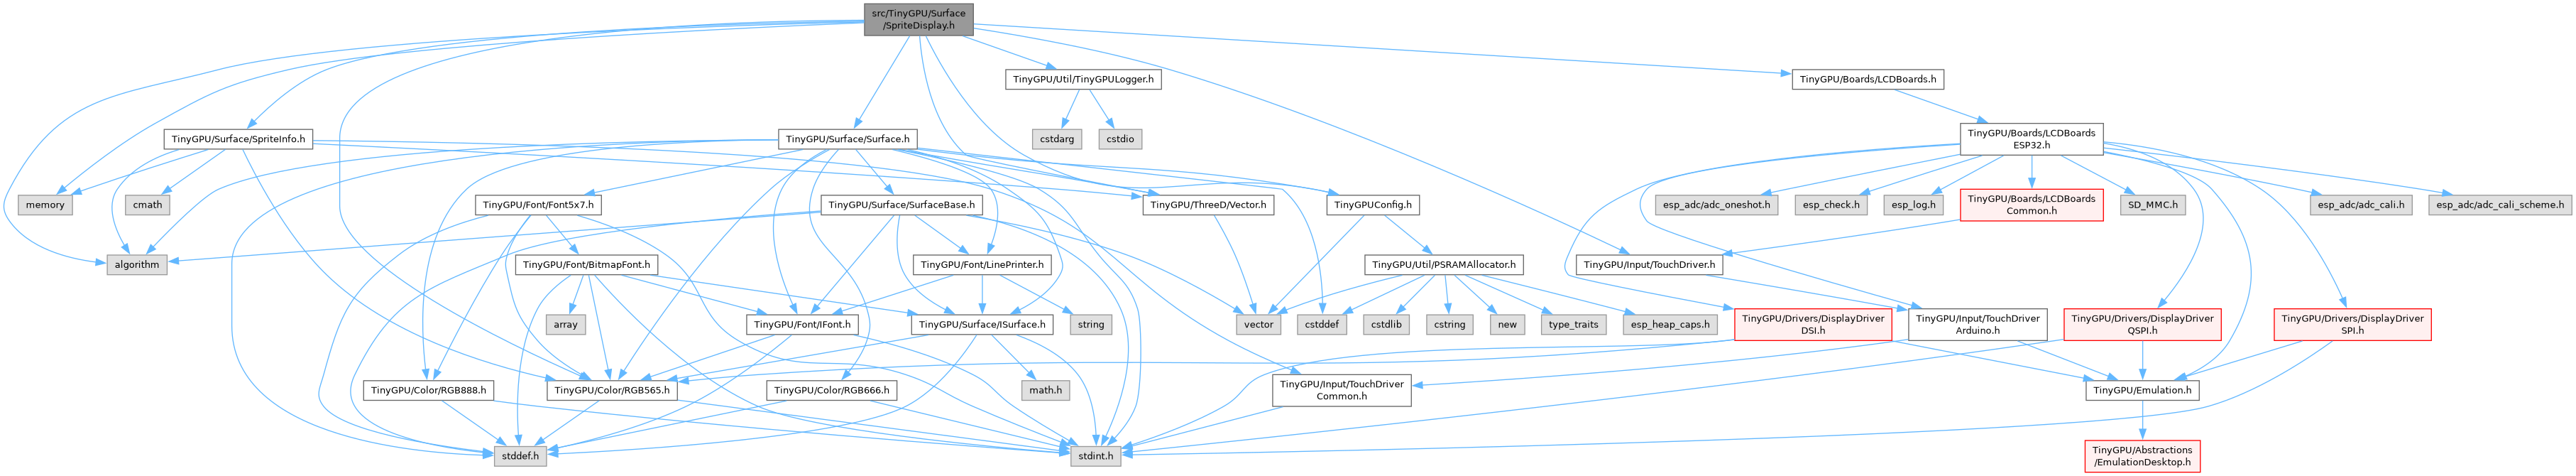 src/TinyGPU/Surface
/SpriteDisplay.h
TinyGPU/Util/TinyGPULogger.h
TinyGPU/Boards/LCDBoards.h
TinyGPU/Surface/SpriteInfo.h
TinyGPU/Surface/Surface.h
cstdarg
cstdio
TinyGPU/Boards/LCDBoards
ESP32.h
memory
cmath
TinyGPU/Font/Font5x7.h
TinyGPU/Surface/SurfaceBase.h
TinyGPU/ThreeD/Vector.h
TinyGPUConfig.h
esp_adc/adc_oneshot.h
esp_check.h
esp_log.h
TinyGPU/Boards/LCDBoards
Common.h
SD_MMC.h
esp_adc/adc_cali.h
esp_adc/adc_cali_scheme.h
algorithm
TinyGPU/Font/BitmapFont.h
TinyGPU/Font/LinePrinter.h
TinyGPU/Util/PSRAMAllocator.h
TinyGPU/Input/TouchDriver.h
array
TinyGPU/Font/IFont.h
TinyGPU/Surface/ISurface.h
string
vector
cstddef
cstdlib
cstring
new
type_traits
esp_heap_caps.h
TinyGPU/Drivers/DisplayDriver
DSI.h
TinyGPU/Input/TouchDriver
Arduino.h
TinyGPU/Drivers/DisplayDriver
QSPI.h
TinyGPU/Drivers/DisplayDriver
SPI.h
TinyGPU/Color/RGB888.h
TinyGPU/Color/RGB565.h
TinyGPU/Color/RGB666.h
math.h
TinyGPU/Input/TouchDriver
Common.h
TinyGPU/Emulation.h
stddef.h
stdint.h
TinyGPU/Abstractions
/EmulationDesktop.h